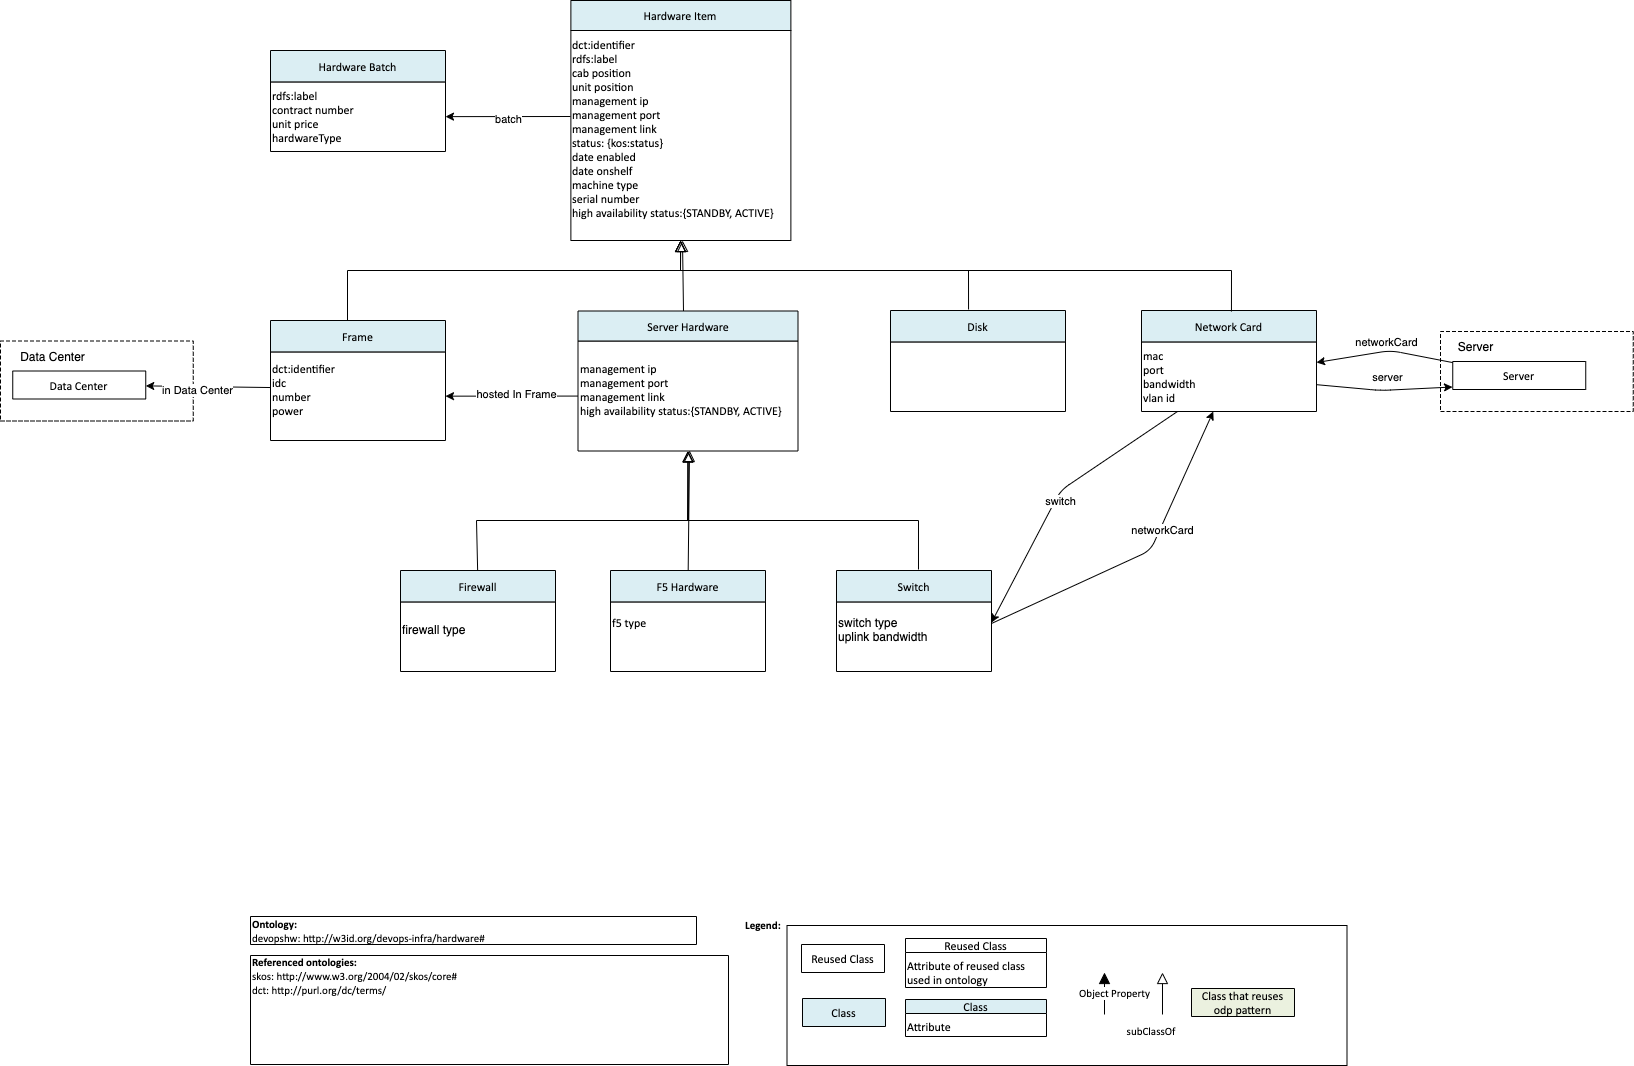 Hardware Item
dct:identifier
rdfs:label
cab position
unit position
management ip
management port
management link
status: {kos:status}
date enabled
date onshelf
machine type
serial number
high availability status:{STANDBY, ACTIVE}
Hardware Batch
rdfs:label
contract number
unit price
hardwareType
batch
Data Center
Data Center
in Data Center
Frame
dct:identifier
idc
number
power
hosted In Frame
Server Hardware
management ip
management port
management link
high availability status:{STANDBY, ACTIVE}
Disk
Network Card
mac
port
bandwidth
vlan id
networkCard
server
Server
Server
switch
networkCard
Firewall
firewall type
F5 Hardware
f5 type
Switch
switch type
uplink bandwidth
Ontology:
devopshw: http://w3id.org/devops-infra/hardware#
Referenced ontologies:
skos: http://www.w3.org/2004/02/skos/core#
dct: http://purl.org/dc/terms/
Legend:
Reused Class
Reused Class
Attribute of reused class
used in ontology
Class
Class
Attribute
Object Property
subClassOf
Class that reuses
odp pattern